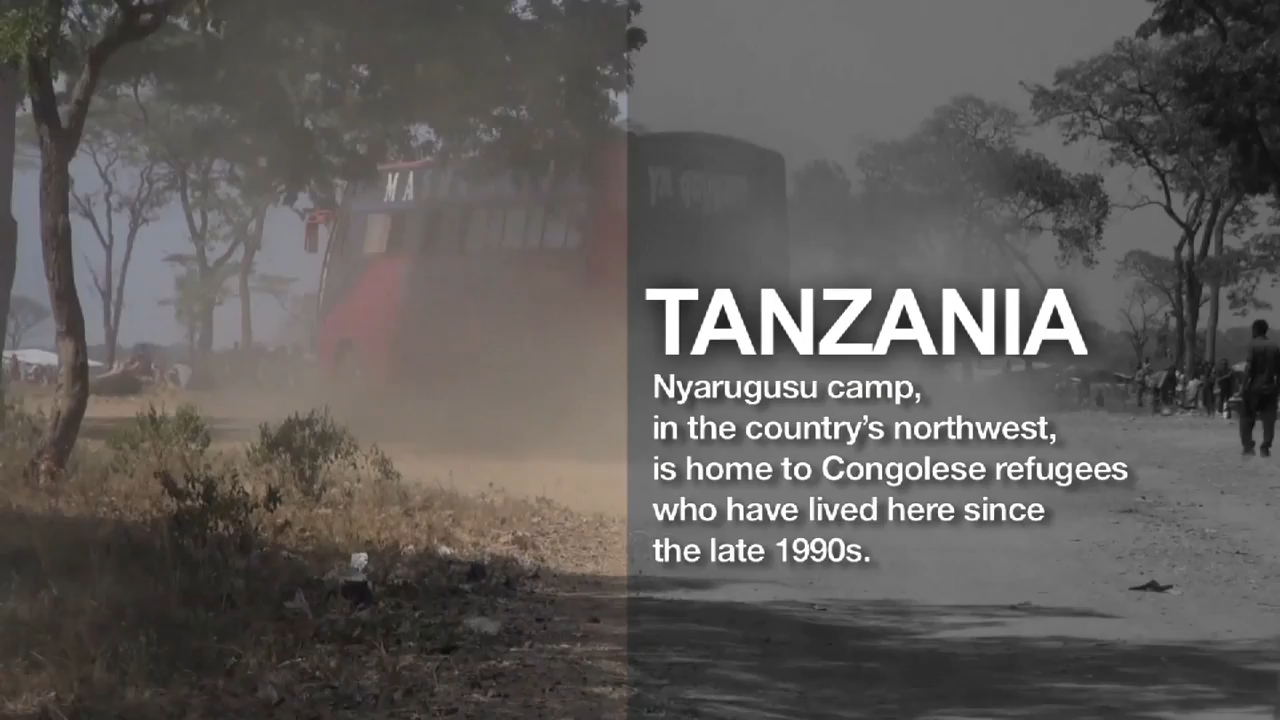 MA
TANZANIA
Nyarugusu camp,
in the country’s northwest,
is home to Congolese refugees
who have lived here since
the late 1990s.